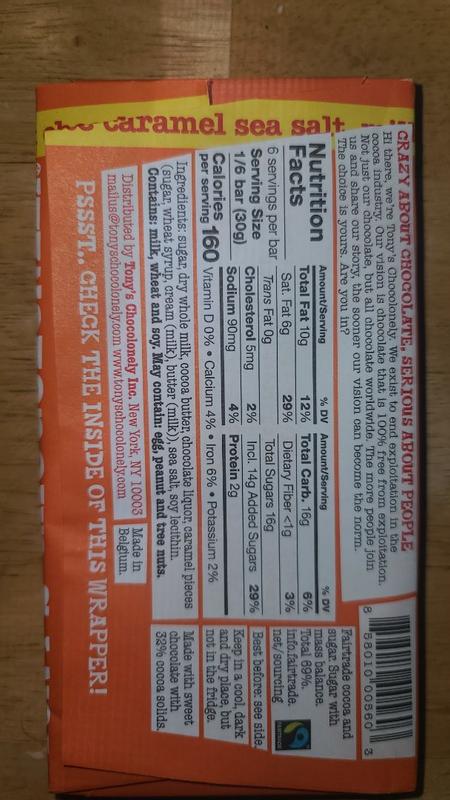 caramel sea salt
CRAZY ABOUT CHOCOLATE, SERIOUS ABOUT PEOPLE
Hi there, we're Tony's Chocolonely. We exist to end exploitation in the
cocoa industry. Our vision is chocolate that is 100% free from exploitation.
Not just our chocolate, but all chocolate worldwide. The more people join
us and share our story, the sooner our vision can become the norm.
The choice is yours. Are you in?
Nutrition
Facts
6 servings per bar
Serving Size
1/6 bar (30g)
Calories
per serving 160
Amount/Serving % DV
Total Fat 10g 12%
Sat. Fat 6g 29%
Trans Fat 0g
Cholesterol 5mg 2%
Sodium 90mg 4%
Amount/Serving % DV
Total Carb. 16g 6%
Dietary Fiber <1g 3%
Total Sugars 16g
Incl. 14g Added Sugars 29%
Protein 2g
Vitamin D 0% • Calcium 4% • Iron 6% • Potassium 2%
Ingredients: sugar, dry whole milk, cocoa butter, chocolate liquor, caramel pieces
(sugar, wheat syrup, cream (milk), butter (milk)), sea salt, soy lecithin.
Contains: milk, wheat and soy. May contain: egg, peanut and tree nuts.
Distributed by Tony's Chocolonely Inc. New York, NY 10003
mailus@tonyschocolonely.com www.tonyschocolonely.com
Made in
Belgium.
PSSST.. CHECK THE INSIDE OF THIS WRAPPER!
8 58010 00560 3
Fairtrade cocoa and
sugar. Sugar with
mass balance.
Total 69%.
info.fairtrade.
net/sourcing
Best before: see side.
Keep in a cool, dark
and dry place, but
not in the fridge.
Made with sweet
chocolate with
32% cocoa solids.